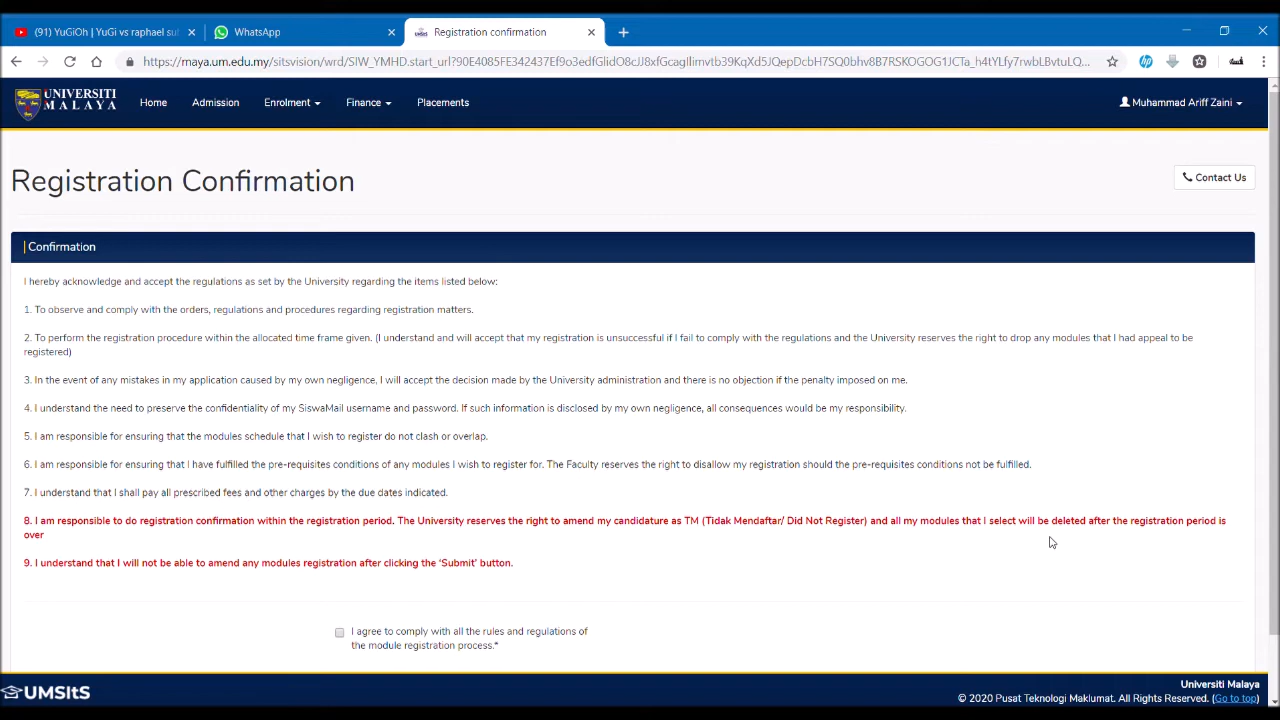 (91) YuGiOh | YuGi vs raphael sul
WhatsApp
Registration confirmation
UNIVERSITI
MALAYA
Home
Admission
Enrolment
Finance
Placements
Muhammad Ariff Zaini
Registration Confirmation
Contact Us
Confirmation
I hereby acknowledge and accept the regulations as set by the University regarding the items listed below:
1. To observe and comply with the orders, regulations and procedures regarding registration matters.
2. To perform the registration procedure within the allocated time frame given. (I understand and will accept that my registration is unsuccessful if I fail to comply with the regulations and the University reserves the right to drop any modules that I had appeal to be
registered)
3. In the event of any mistakes in my application caused by my own negligence, I will accept the decision made by the University administration and there is no objection if the penalty imposed on me.
4. I understand the need to preserve the confidentiality of my SiswaMail username and password. If such information is disclosed by my own negligence, all consequences would be my responsibility.
5. I am responsible for ensuring that the modules schedule that I wish to register do not clash or overlap.
6. I am responsible for ensuring that I have fulfilled the pre-requisites conditions of any modules I wish to register for. The Faculty reserves the right to disallow my registration should the pre-requisites conditions not be fulfilled.
7. I understand that I shall pay all prescribed fees and other charges by the due dates indicated.
8. I am responsible to do registration confirmation within the registration period. The University reserves the right to amend my candidature as TM (Tidak Mendaftar/ Did Not Register) and all my modules that I select will be deleted after the registration period is
over
9. I understand that I will not be able to amend any modules registration after clicking the ‘Submit’ button.
I agree to comply with all the rules and regulations of
the module registration process.*
UMSItS
Universiti Malaya
© 2020 Pusat Teknologi Maklumat. All Rights Reserved. (Go to top)